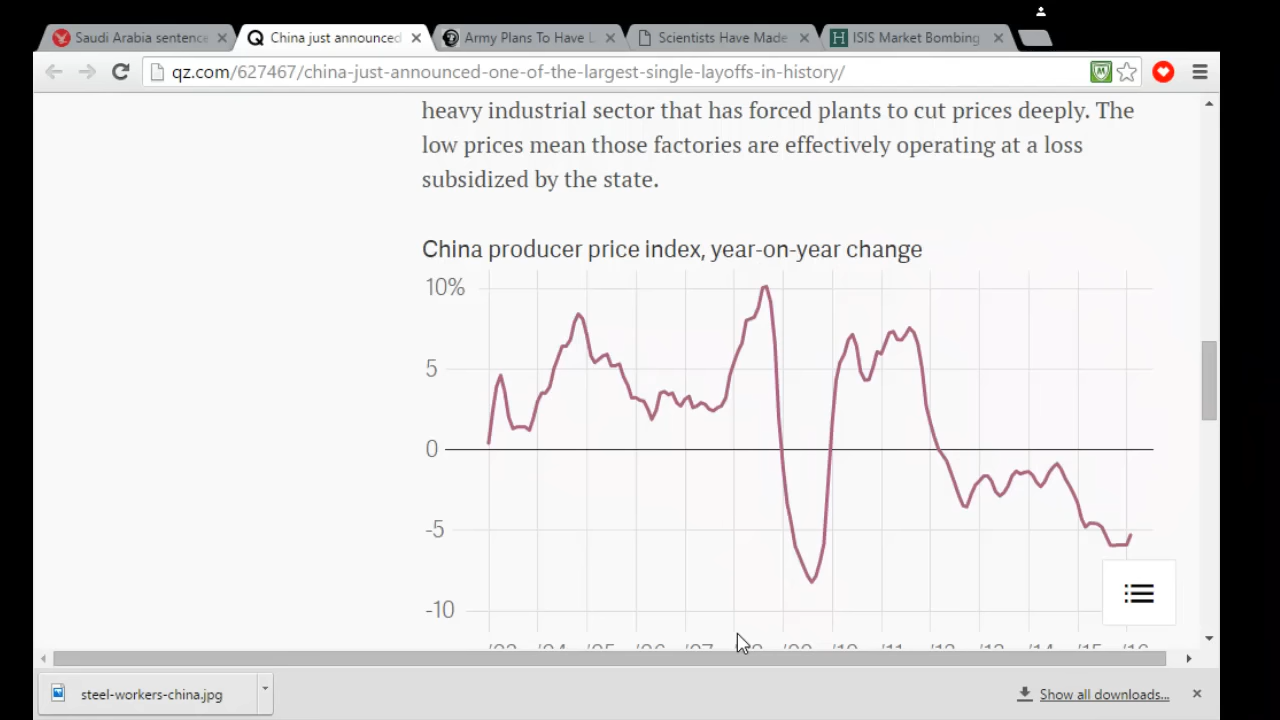 Saudi Arabia sentence
China just announced
Army Plans To Have L
Scientists Have Made
ISIS Market Bombing
qz.com/627467/china-just-announced-one-of-the-largest-single-layoffs-in-history/
heavy industrial sector that has forced plants to cut prices deeply. The
low prices mean those factories are effectively operating at a loss
subsidized by the state.
China producer price index, year-on-year change
10%
5
0
-5
-10
steel-workers-china.jpg
Show all downloads...